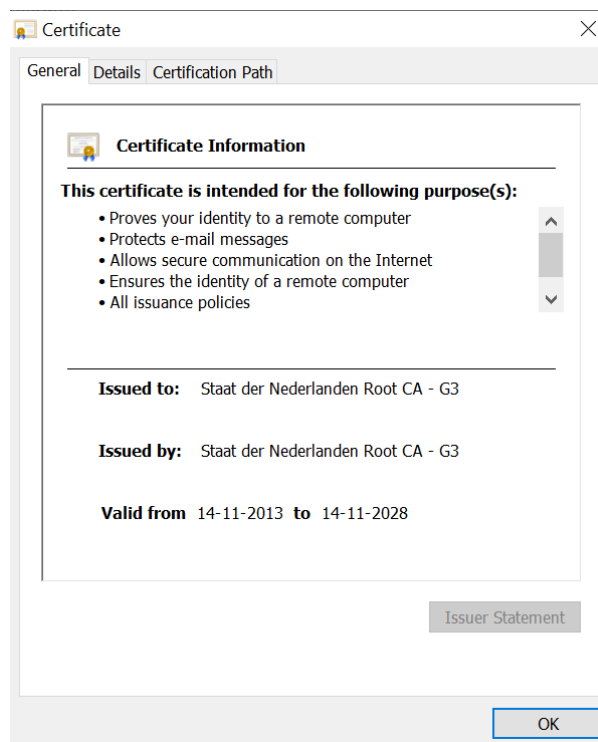 Certificate
General Details Certification Path
Certificate Information
This certificate is intended for the following purpose(s):
• Proves your identity to a remote computer
• Protects e-mail messages
• Allows secure communication on the Internet
• Ensures the identity of a remote computer
• All issuance policies
Issued to: Staat der Nederlanden Root CA - G3
Issued by: Staat der Nederlanden Root CA - G3
Valid from 14-11-2013 to 14-11-2028
Issuer Statement
OK